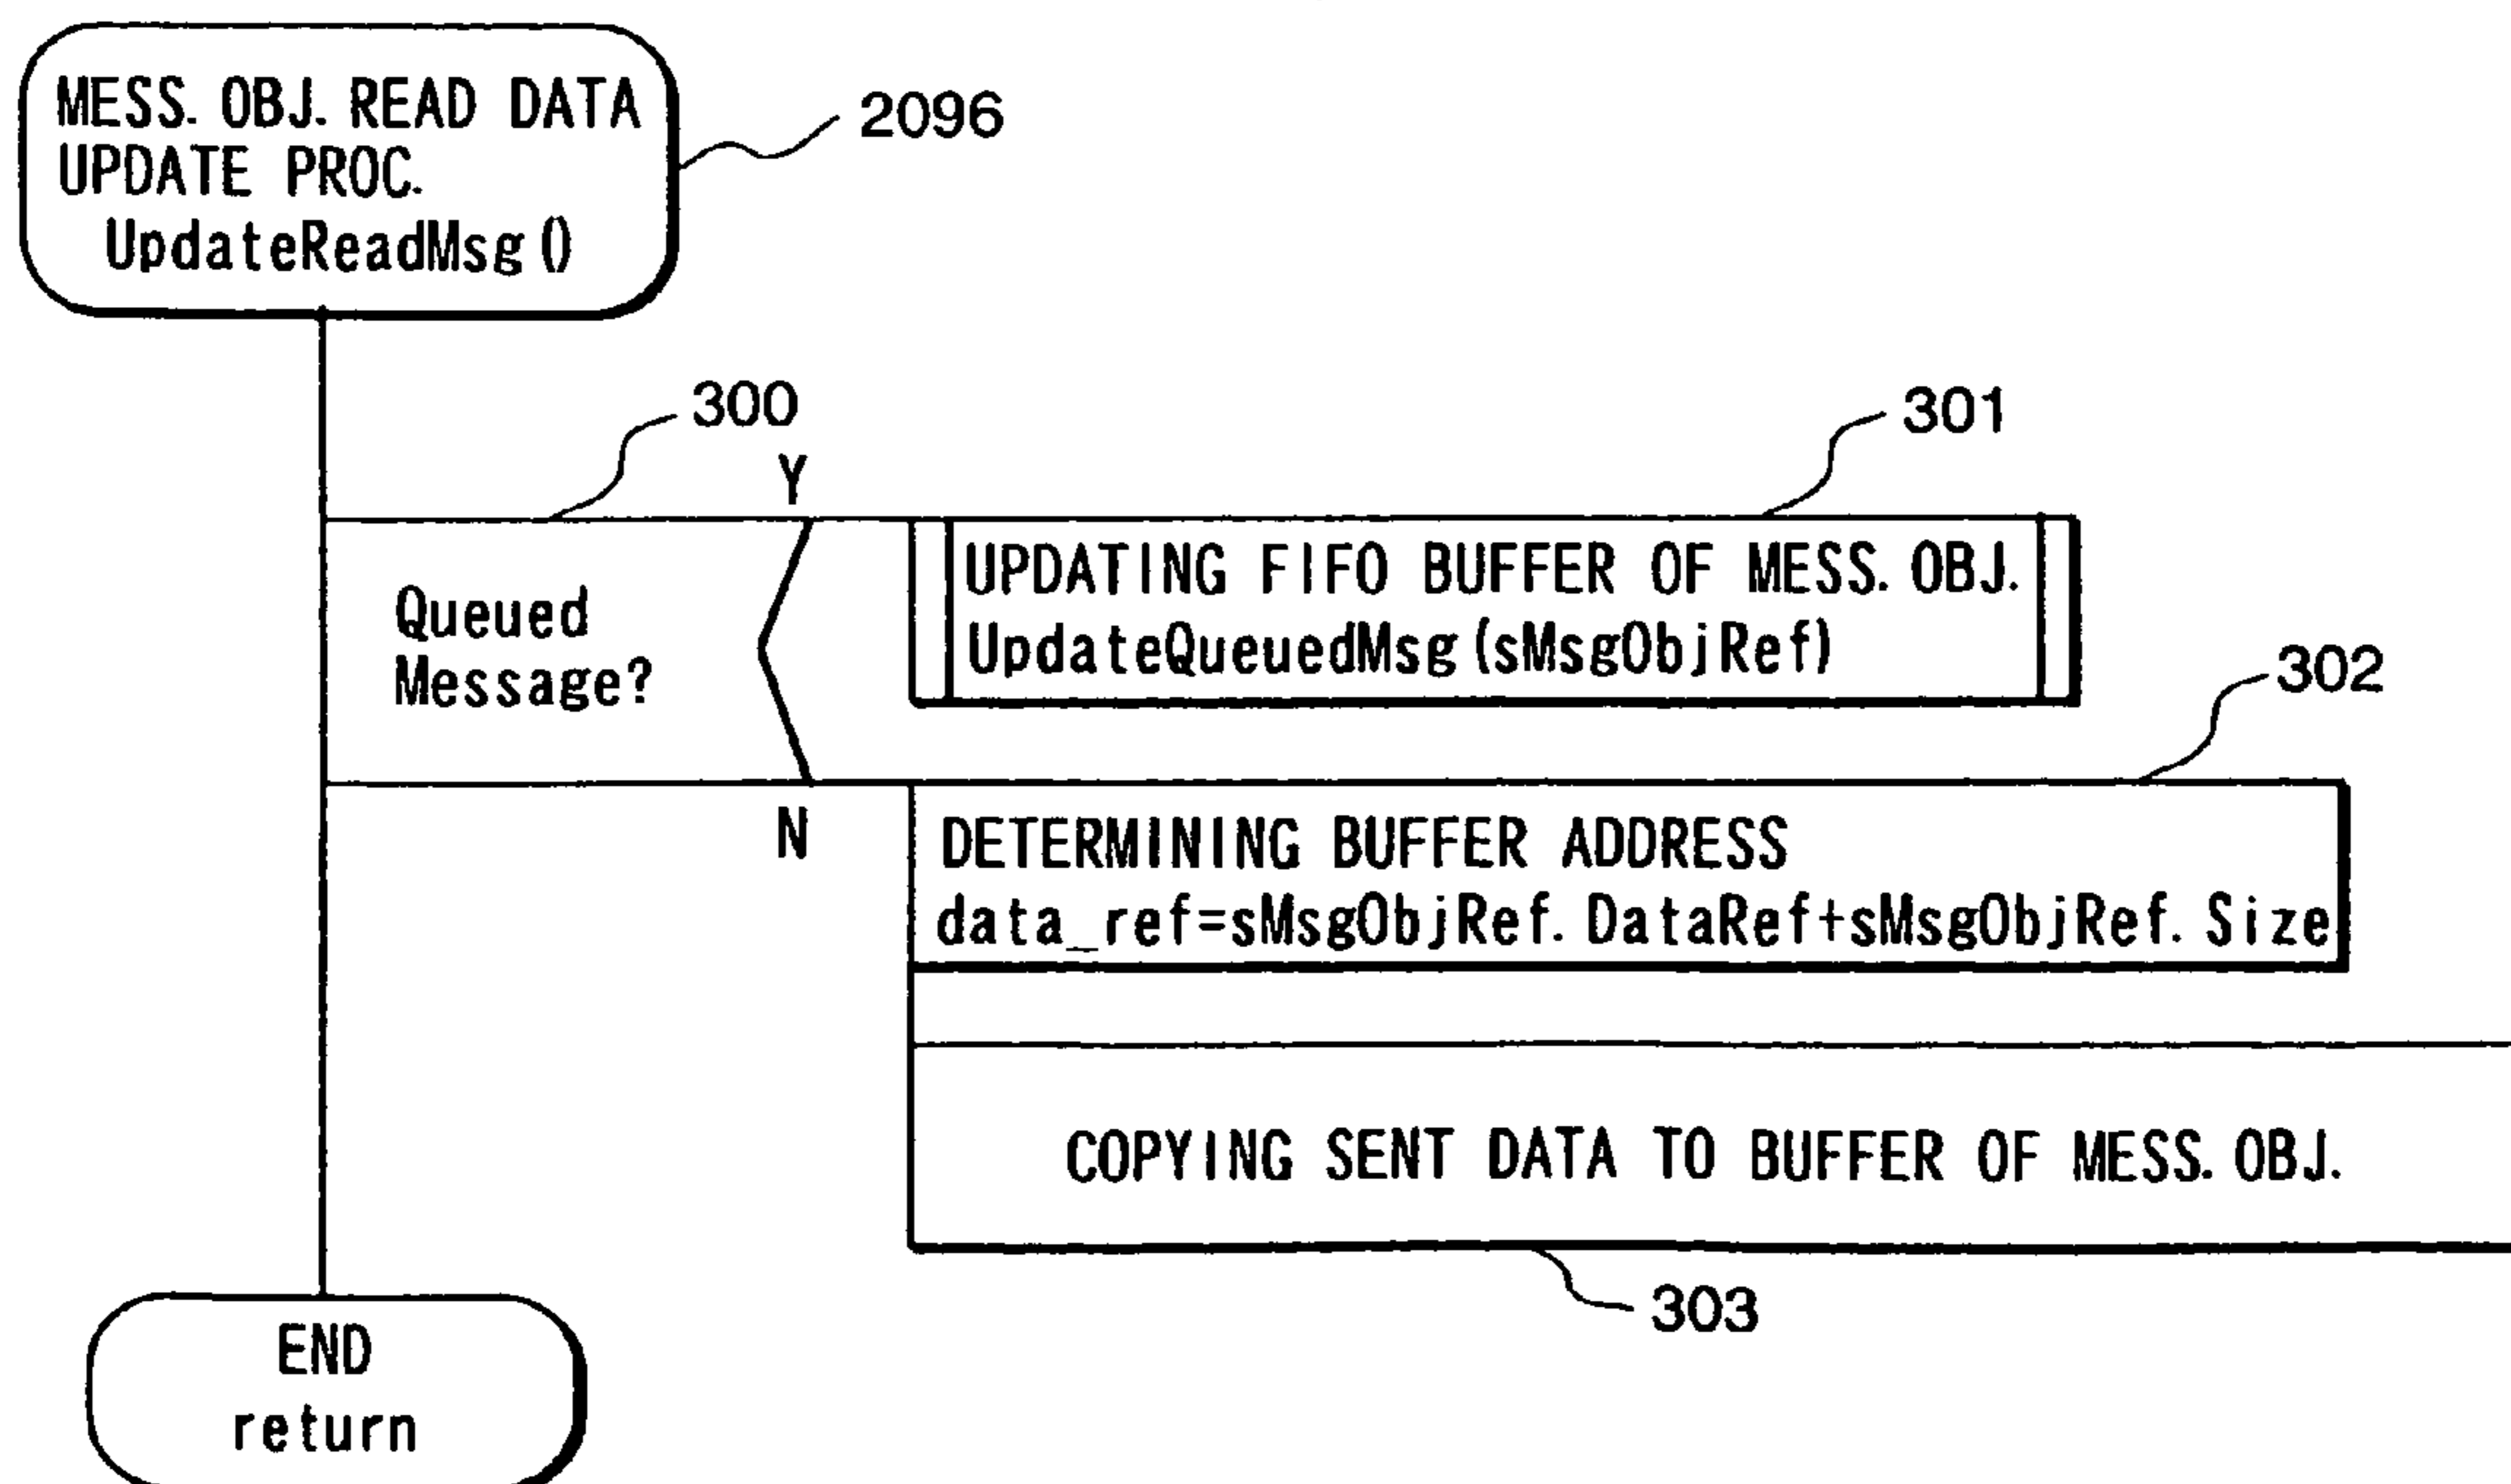 MESS. OBJ. READ DATA
UPDATE PROC.
UpdateReadMsg()
2096
300
Y
301
Queued
Message?
UPDATING FIFO BUFFER OF MESS. OBJ.
UpdateQueuedMsg(sMsgObjRef)
302
N
DETERMINING BUFFER ADDRESS
data_ref=sMsgObjRef. DataRef+sMsgObjRef. Size
COPYING SENT DATA TO BUFFER OF MESS. OBJ.
303
END
return